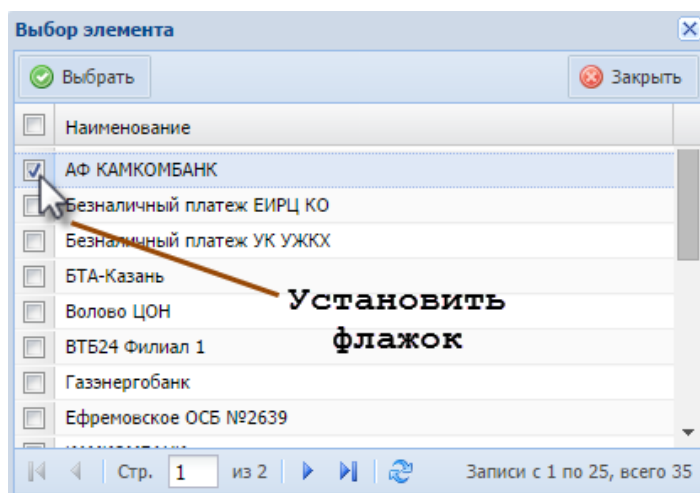 Выбор элемента
Выбрать
Закрыть
Наименование
АФ КАМКОМБАНК
Безналичный платеж ЕИРЦ КО
Безналичный платеж УК УЖКХ
БТА-Казань
Волово ЦОН
ВТБ24 Филиал 1
Газэнергобанк
Ефремовское ОСБ №2639
Установить
флажок
Стр. 1 из 2 Записи с 1 по 25, всего 35